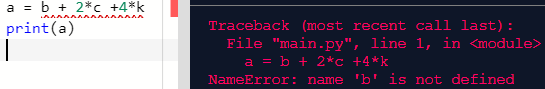 a = b + 2*c +4*k
print(a)
Traceback (most recent call last):
  File "main.py", line 1, in <module>
    a = b + 2*c +4*k
NameError: name 'b' is not defined